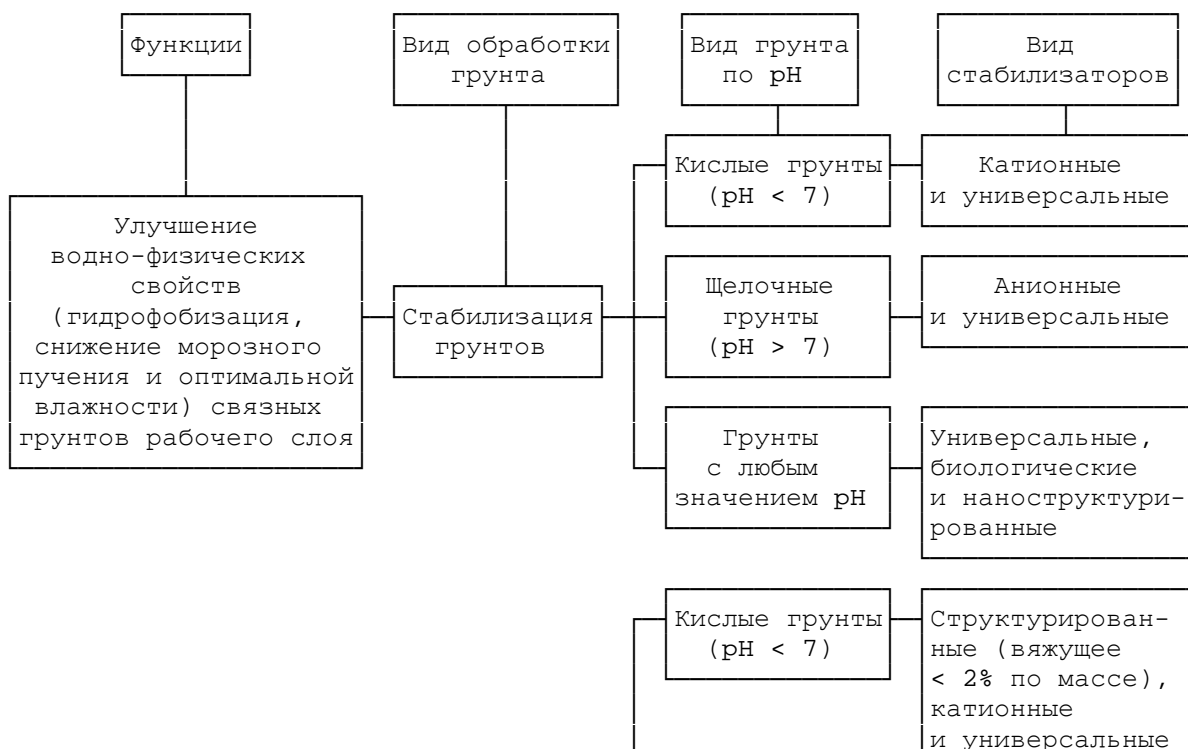 Функции
Вид обработки
грунта
Вид грунта
по pH
Вид
стабилизаторов
Улучшение
водно-физических
свойств
(гидрофобизация,
снижение морозного
пучения и оптимальной
влажности) связных
грунтов рабочего слоя
Стабилизация
грунтов
Кислые грунты
(pH < 7)
Катионные
и универсальные
Щелочные
грунты
(pH > 7)
Анионные
и универсальные
Грунты
с любым
значением pH
Универсальные,
биологические
и наноструктури-
рованные
Кислые грунты
(pH < 7)
Структурирован-
ные (вяжущее
< 2% по массе),
катионные
и универсальные